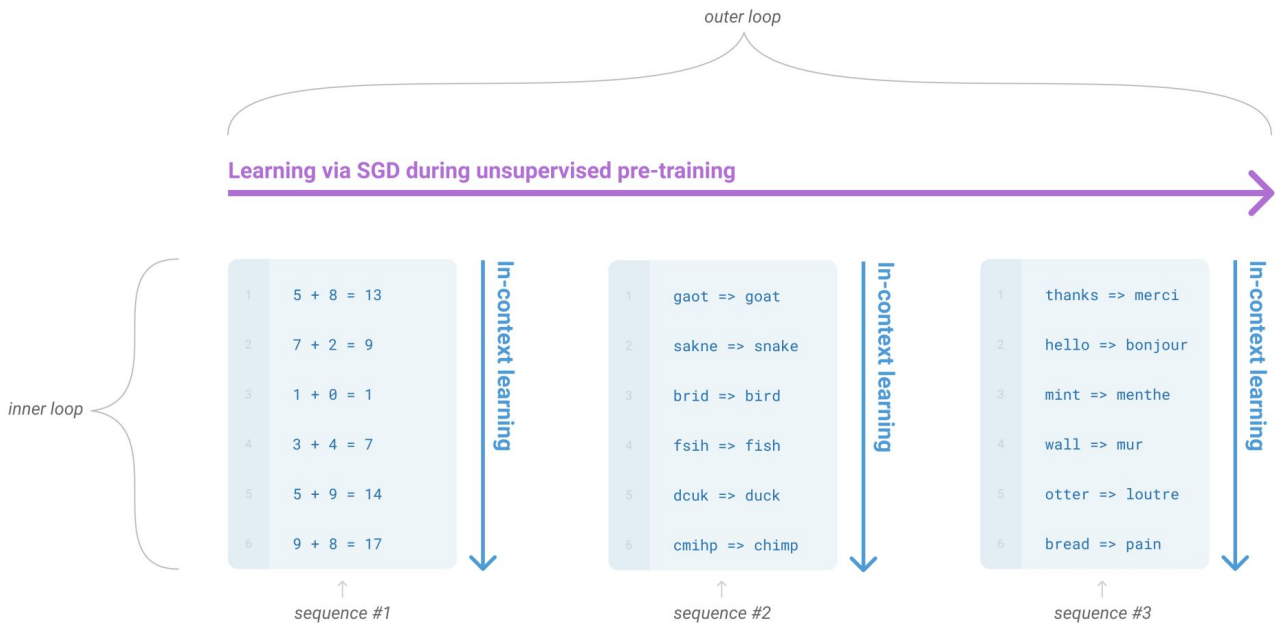 outer loop
Learning via SGD during unsupervised pre-training
inner loop
1 5 + 8 = 13
2 7 + 2 = 9
3 1 + 0 = 1
4 3 + 4 = 7
5 5 + 9 = 14
6 9 + 8 = 17
In-context learning
sequence #1
1 gaot => goat
2 sakne => snake
3 brid => bird
4 fsih => fish
5 dcuk => duck
6 cmihp => chimp
In-context learning
sequence #2
1 thanks => merci
2 hello => bonjour
3 mint => menthe
4 wall => mur
5 otter => loutre
6 bread => pain
In-context learning
sequence #3